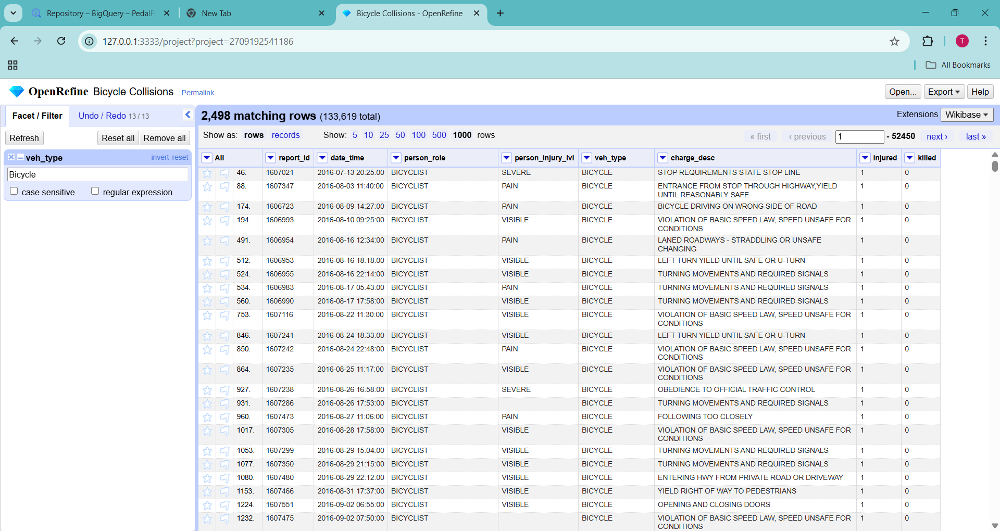 Repository – BigQuery – PedalP
New Tab
Bicycle Collisions - OpenRefine
127.0.0.1:3333/project?project=2709192541186
T
All Bookmarks
OpenRefine Bicycle Collisions Permalink
Open... Export Help
Facet / Filter Undo / Redo 13 / 13
2,498 matching rows (133,619 total)
Extensions Wikibase
Refresh Reset all Remove all
Show as: rows records Show: 5 10 25 50 100 500 1000 rows
« first ‹ previous 1 - 52450 next › last »
veh_type invert reset
Bicycle
case sensitive regular expression
All report_id date_time person_role person_injury_lvl veh_type charge_desc injured killed
46. 1607021 2016-07-13 20:25:00 BICYCLIST SEVERE BICYCLE STOP REQUIREMENTS STATE STOP LINE 1 0
88. 1607347 2016-08-03 11:40:00 BICYCLIST PAIN BICYCLE ENTRANCE FROM STOP THROUGH HIGHWAY,YIELD 1 0
UNTIL REASONABLY SAFE
174. 1606723 2016-08-09 14:27:00 BICYCLIST PAIN BICYCLE BICYCLE DRIVING ON WRONG SIDE OF ROAD 1 0
194. 1606993 2016-08-10 09:25:00 BICYCLIST VISIBLE BICYCLE VIOLATION OF BASIC SPEED LAW, SPEED UNSAFE FOR 1 0
CONDITIONS
491. 1606954 2016-08-16 12:34:00 BICYCLIST PAIN BICYCLE LANED ROADWAYS - STRADDLING OR UNSAFE 1 0
CHANGING
512. 1606953 2016-08-16 18:18:00 BICYCLIST VISIBLE BICYCLE LEFT TURN YIELD UNTIL SAFE OR U-TURN 1 0
524. 1606955 2016-08-16 22:14:00 BICYCLIST VISIBLE BICYCLE TURNING MOVEMENTS AND REQUIRED SIGNALS 1 0
534. 1606983 2016-08-17 05:43:00 BICYCLIST PAIN BICYCLE TURNING MOVEMENTS AND REQUIRED SIGNALS 1 0
560. 1606990 2016-08-17 17:58:00 BICYCLIST VISIBLE BICYCLE TURNING MOVEMENTS AND REQUIRED SIGNALS 1 0
753. 1607116 2016-08-22 11:30:00 BICYCLIST VISIBLE BICYCLE VIOLATION OF BASIC SPEED LAW, SPEED UNSAFE FOR 1 0
CONDITIONS
846. 1607241 2016-08-24 18:33:00 BICYCLIST VISIBLE BICYCLE LEFT TURN YIELD UNTIL SAFE OR U-TURN 1 0
850. 1607242 2016-08-24 22:48:00 BICYCLIST PAIN BICYCLE VIOLATION OF BASIC SPEED LAW, SPEED UNSAFE FOR 1 0
CONDITIONS
864. 1607235 2016-08-25 11:17:00 BICYCLIST VISIBLE BICYCLE VIOLATION OF BASIC SPEED LAW, SPEED UNSAFE FOR 1 0
CONDITIONS
927. 1607238 2016-08-26 16:58:00 BICYCLIST SEVERE BICYCLE OBEDIENCE TO OFFICIAL TRAFFIC CONTROL 1 0
931. 1607286 2016-08-26 17:53:00 BICYCLIST BICYCLE TURNING MOVEMENTS AND REQUIRED SIGNALS 1 0
960. 1607473 2016-08-27 11:06:00 BICYCLIST PAIN BICYCLE FOLLOWING TOO CLOSELY 1 0
1017. 1607305 2016-08-28 17:58:00 BICYCLIST VISIBLE BICYCLE VIOLATION OF BASIC SPEED LAW, SPEED UNSAFE FOR 1 0
CONDITIONS
1053. 1607299 2016-08-29 15:04:00 BICYCLIST VISIBLE BICYCLE TURNING MOVEMENTS AND REQUIRED SIGNALS 1 0
1077. 1607350 2016-08-29 21:15:00 BICYCLIST VISIBLE BICYCLE TURNING MOVEMENTS AND REQUIRED SIGNALS 1 0
1080. 1607480 2016-08-29 22:12:00 BICYCLIST VISIBLE BICYCLE ENTERING HWY FROM PRIVATE ROAD OR DRIVEWAY 1 0
1153. 1607466 2016-08-31 17:37:00 BICYCLIST VISIBLE BICYCLE YIELD RIGHT OF WAY TO PEDESTRIANS 1 0
1224. 1607551 2016-09-02 06:55:00 BICYCLIST VISIBLE BICYCLE OPENING AND CLOSING DOORS 1 0
1232. 1607475 2016-09-02 07:50:00 BICYCLIST BICYCLE VIOLATION OF BASIC SPEED LAW, SPEED UNSAFE FOR 1 0
CONDITIONS